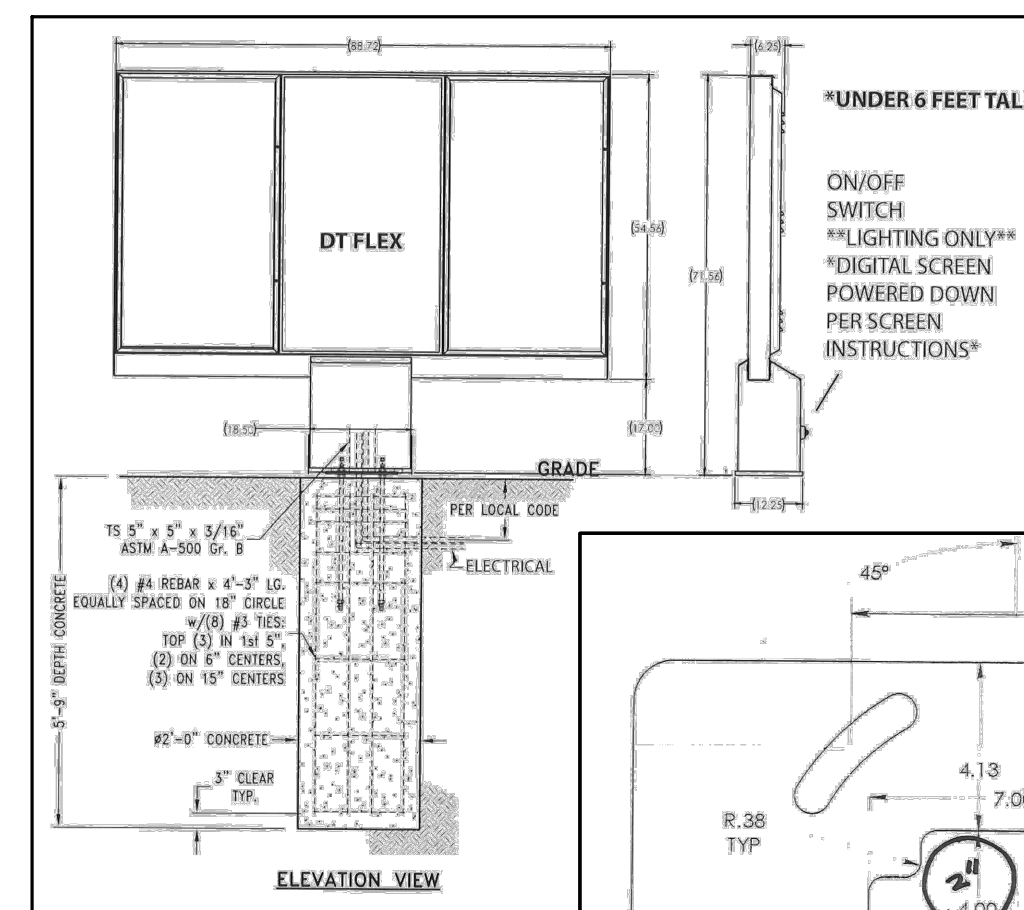 (88.72)
(6.25)
*UNDER 6 FEET TAL
DT FLEX
(54.56)
(71.56)
ON/OFF
SWITCH
**LIGHTING ONLY**
*DIGITAL SCREEN
POWERED DOWN
PER SCREEN
INSTRUCTIONS*
(18.50)
(17.00)
GRADE
(12.25)
PER LOCAL CODE
ELECTRICAL
TS 5" x 5" x 3/16"
ASTM A-500 Gr. B
(4) #4 REBAR x 4'-3" LG.
EQUALLY SPACED ON 18" CIRCLE
w/(8) #3 TIES:
TOP (3) IN 1st 5",
(2) ON 6" CENTERS,
(3) ON 15" CENTERS
5'-9" DEPTH CONCRETE
ø2'-0" CONCRETE
3" CLEAR
TYP.
ELEVATION VIEW
45°
4.13
7.00
R.38
TYP
2"
4.00